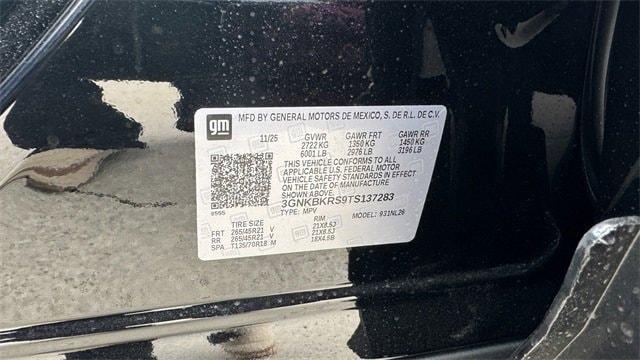 gm
MFD BY GENERAL MOTORS DE MEXICO, S. DE R.L. DE C.V.
11/25 GVWR GAWR FRT GAWR RR
2722 KG 1350 KG 1450 KG
6001 LB 2976 LB 3196 LB
THIS VEHICLE CONFORMS TO ALL
APPLICABLE U.S. FEDERAL MOTOR
VEHICLE SAFETY STANDARDS IN EFFECT
ON THE DATE OF MANUFACTURE
SHOWN ABOVE.
3GNKBKRS9TS137283
TYPE: MPV MODEL: 931NL26
TIRE SIZE RIM
FRT 265/45R21 V 21X8.5J
RR 265/45R21 V 21X8.5J
SPA T135/70R18 M 18X4.5B